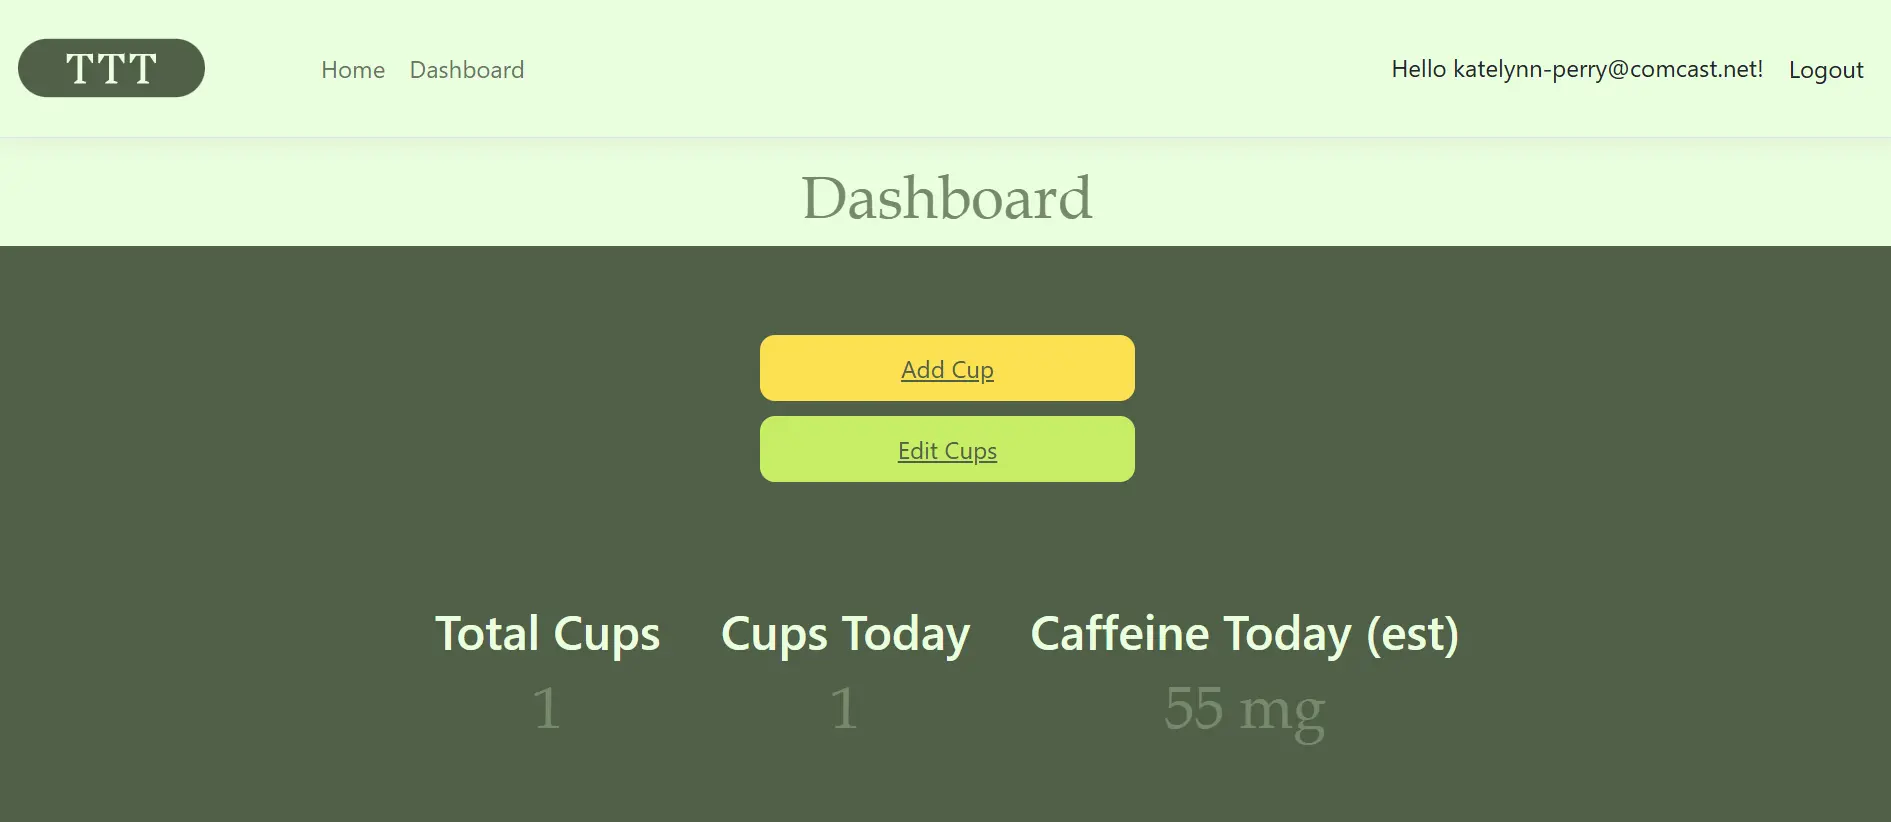 TTT
Home Dashboard Hello katelynn-perry@comcast.net! Logout
Dashboard
Add Cup
Edit Cups
Total Cups Cups Today Caffeine Today (est)
1 1 55 mg